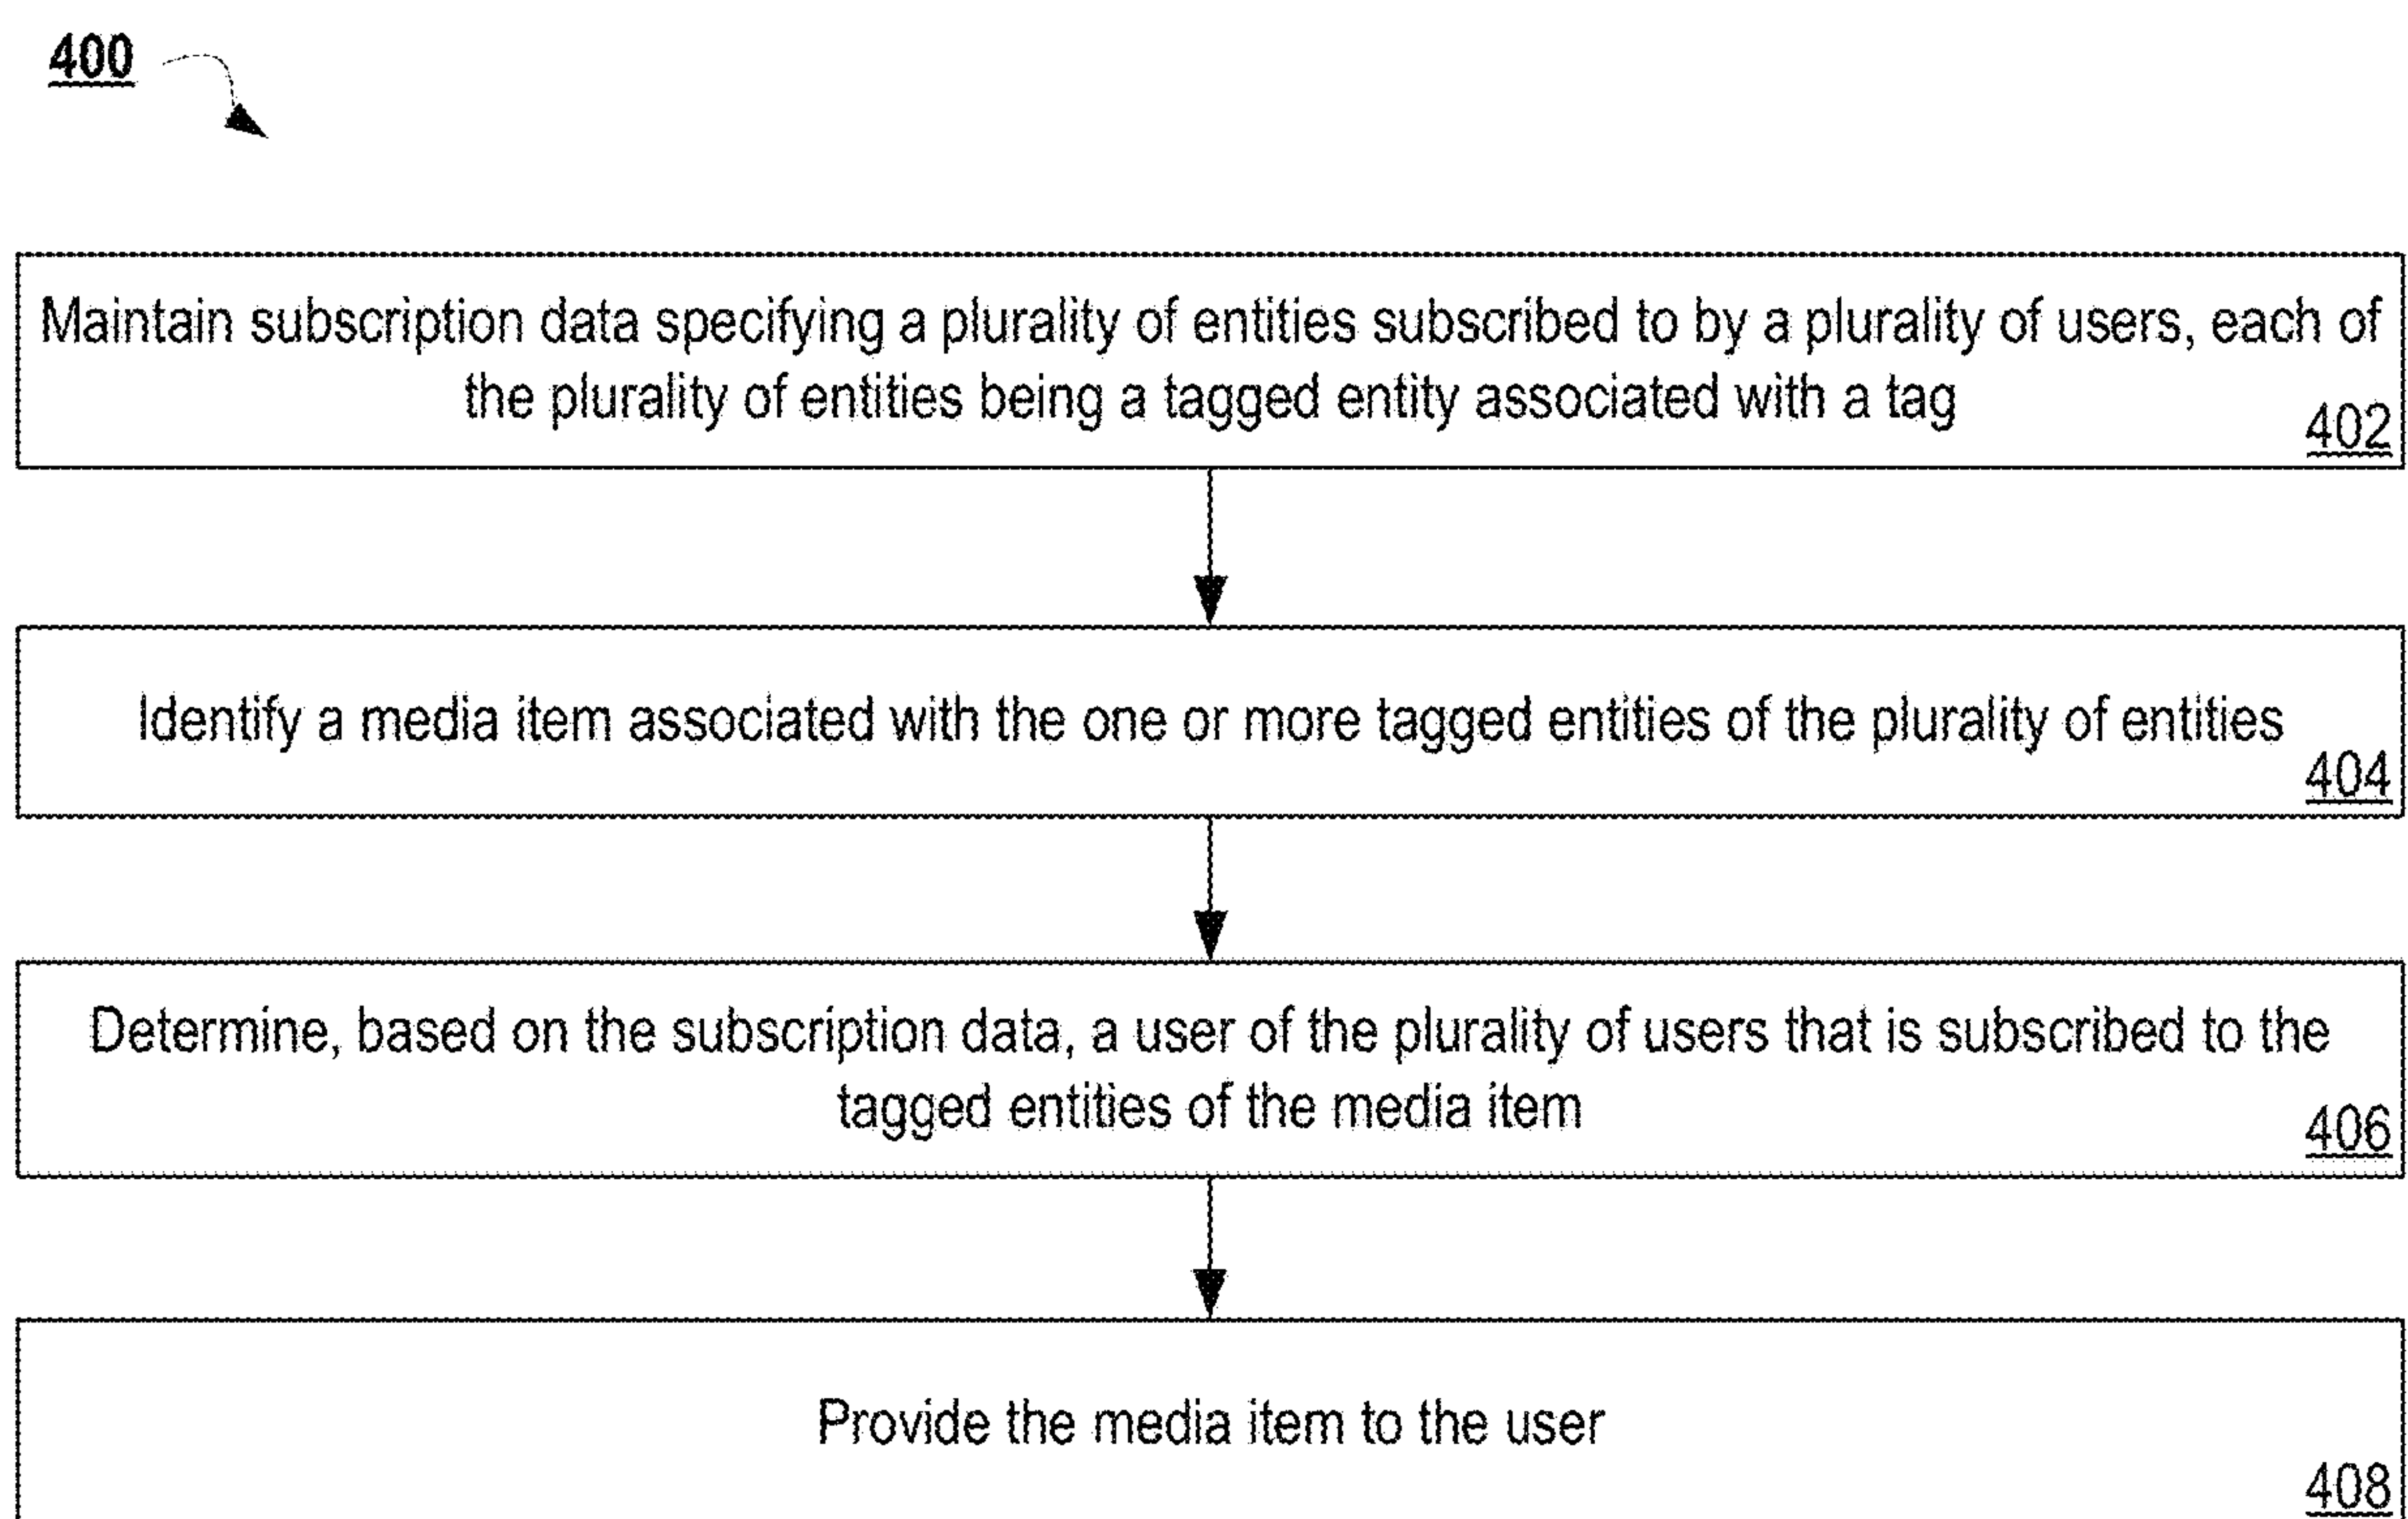 400
Maintain subscription data specifying a plurality of entities subscribed to by a plurality of users, each of
the plurality of entities being a tagged entity associated with a tag
402
Identify a media item associated with the one or more tagged entities of the plurality of entities
404
Determine, based on the subscription data, a user of the plurality of users that is subscribed to the
tagged entities of the media item
406
Provide the media item to the user
408